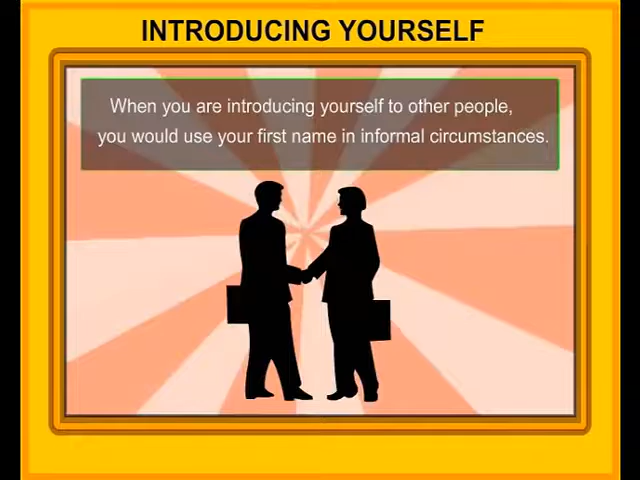 INTRODUCING YOURSELF
When you are introducing yourself to other people,
you would use your first name in informal circumstances.